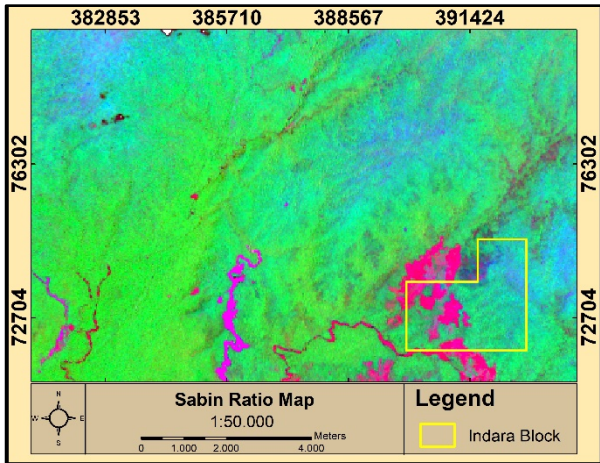 382853 385710 388567 391424
76302 76302
72704 72704
N
W E
S
Sabin Ratio Map
1:50.000
Meters
0 1.000 2.000 4.000
Legend
Indara Block